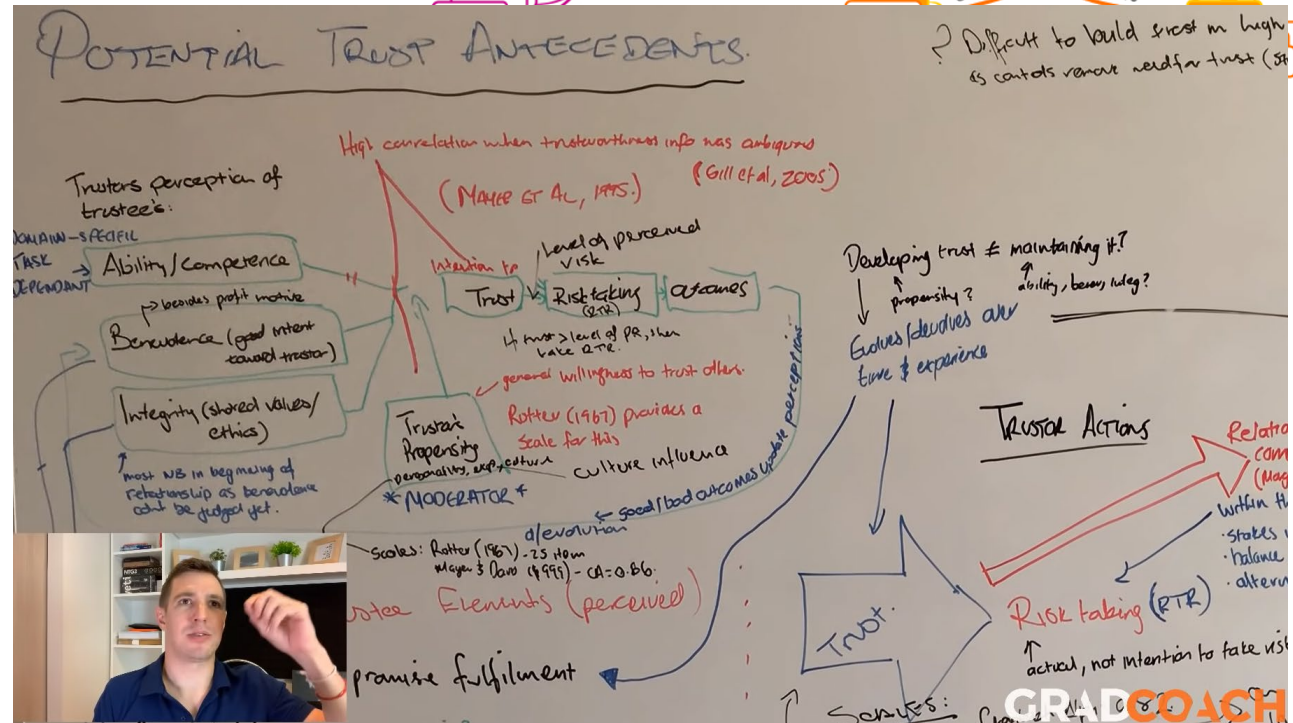 POTENTIAL TRUST ANTECEDENTS.
? Difficult to build trust in high
as controls remove need for trust
High correlation when trustworthiness info was ambiguous
(Gill et al, 2005)
(MAYER ET AL, 1995.)
Trustors perception of
trustee's:
DOMAIN-SPECIFIC
TASK
DEPENDANT
Ability/competence
besides profit motive
Benevolence (good intent
toward trustor)
Integrity (shared values/
ethics)
most NB in beginning of
relationship as benevolence
can't be judged yet.
Level of perceived
risk
Intention to
Trust
Risk taking
(RTR)
outcomes
If trust > level of PR, then
take RTR.
general willingness to trust others.
Rotter (1967) provides a
scale for this
Trustor's
Propensity
personality, exp, culture
culture influence
* MODERATOR *
good/bad outcomes update perceptions
d/evolution
Scales: Rotter (1967) - 25 item
Mayer & Davis (1999) - CA=0.86.
Elements (perceived)
promise fulfilment
Developing trust ≠ maintaining it?
propensity?
ability, benev, integ?
Evolves/devolves over
time & experience
TRUSTOR ACTIONS
within
stakes
balance
Trust.
Risk taking (RTR)
actual, not intention to take risk
SCALES:
GRADCOACH